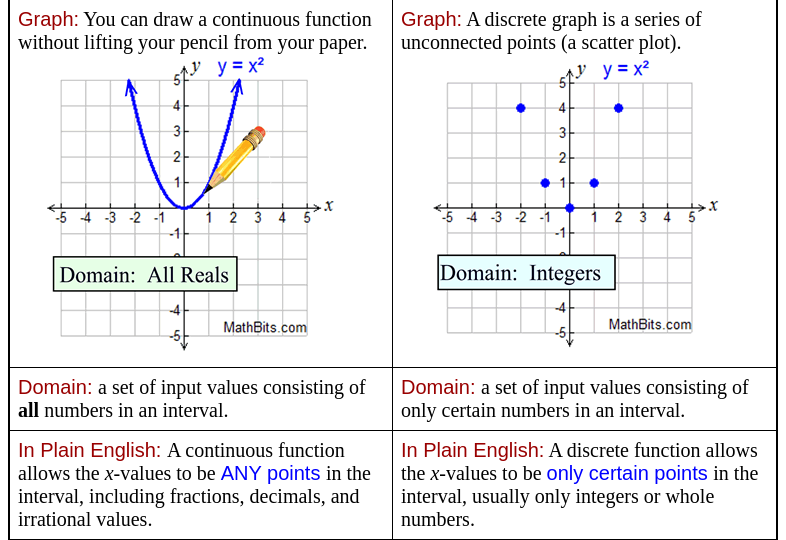 Graph: You can draw a continuous function
without lifting your pencil from your paper.
y y = x²
5
4
3
2
1
-5 -4 -3 -2 -1 1 2 3 4 5 x
-1
Domain: All Reals
-4
MathBits.com
-5
Domain: a set of input values consisting of
all numbers in an interval.
In Plain English: A continuous function
allows the x-values to be ANY points in the
interval, including fractions, decimals, and
irrational values.
Graph: A discrete graph is a series of
unconnected points (a scatter plot).
y y = x²
5
4
3
2
1
-5 -4 -3 -2 -1 1 2 3 4 5 x
-1
Domain: Integers
-4
MathBits.com
-5
Domain: a set of input values consisting of
only certain numbers in an interval.
In Plain English: A discrete function allows
the x-values to be only certain points in the
interval, usually only integers or whole
numbers.